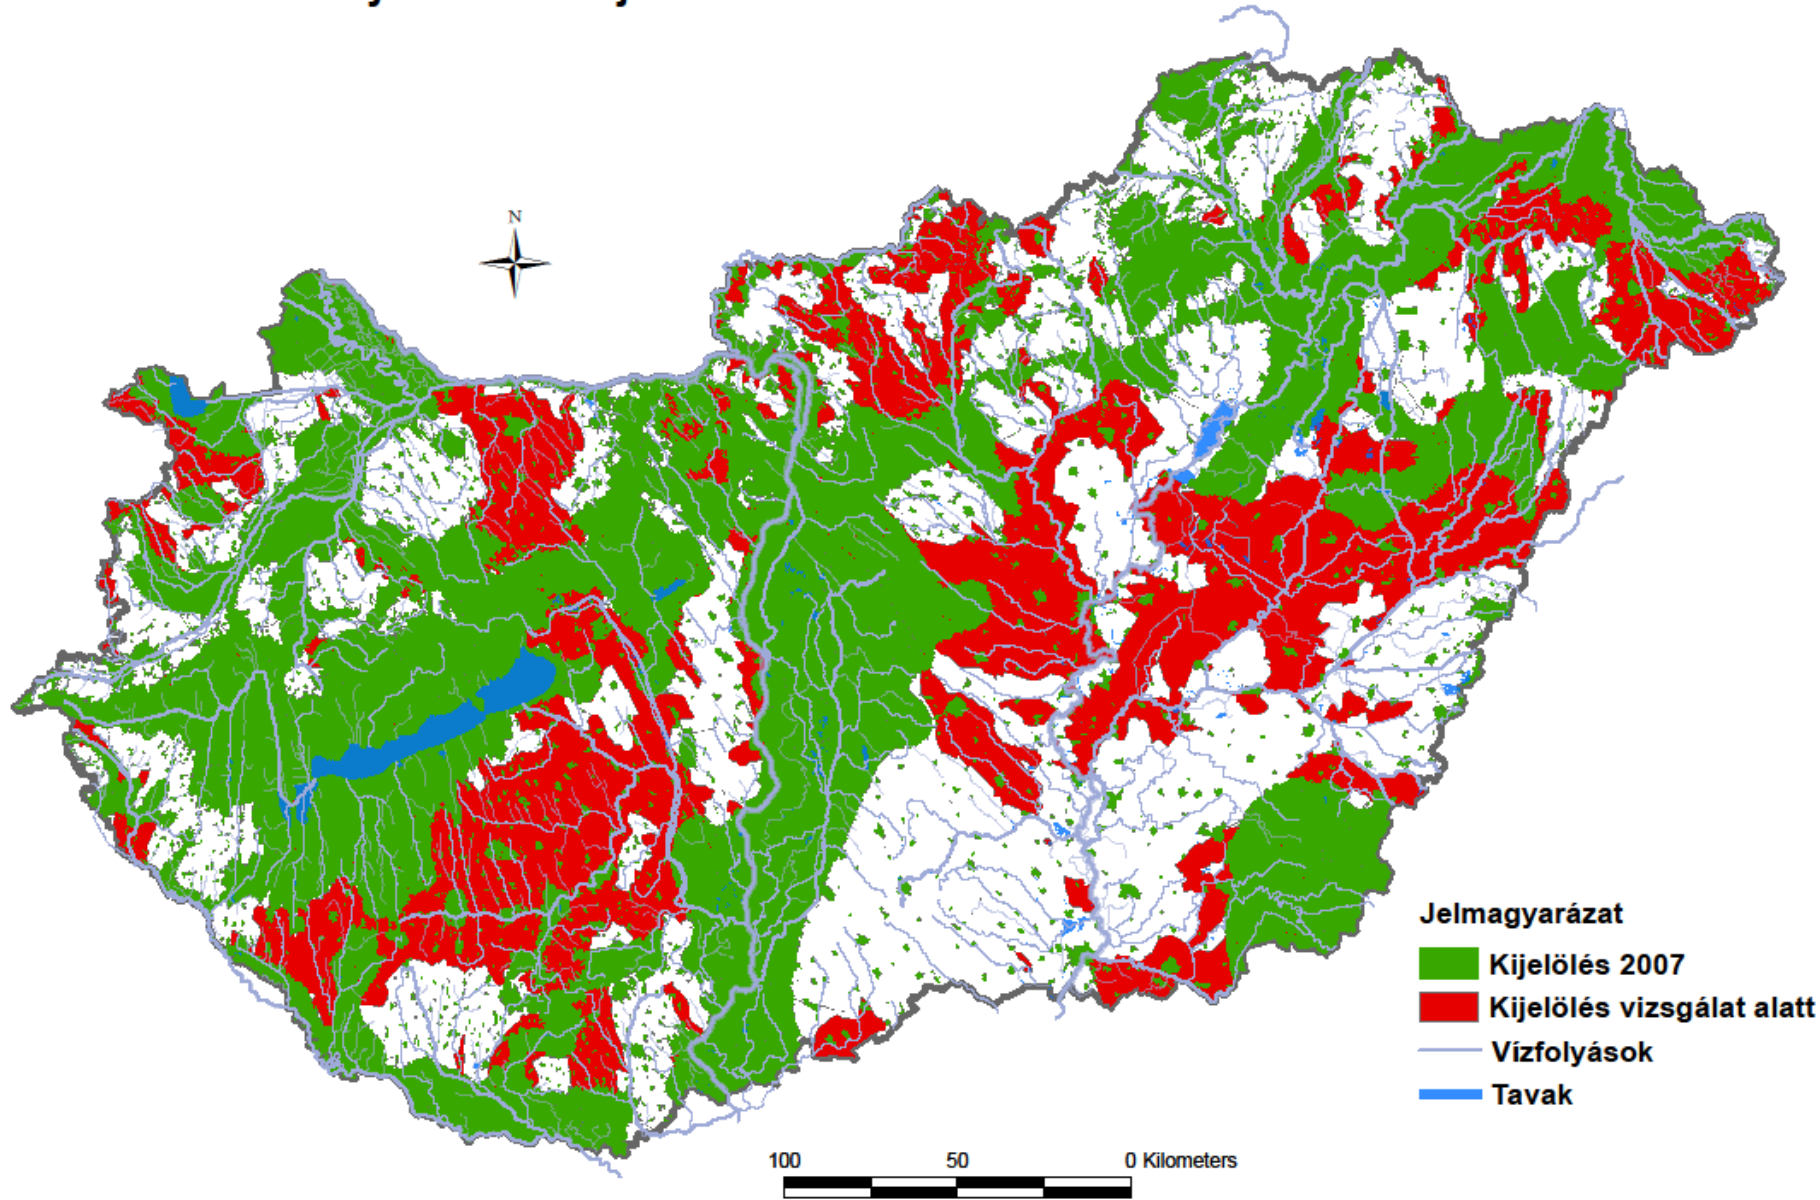 N
Jelmagyarázat
Kijelölés 2007
Kijelölés vizsgálat alatt
Vízfolyások
Tavak
100 50 0 Kilometers